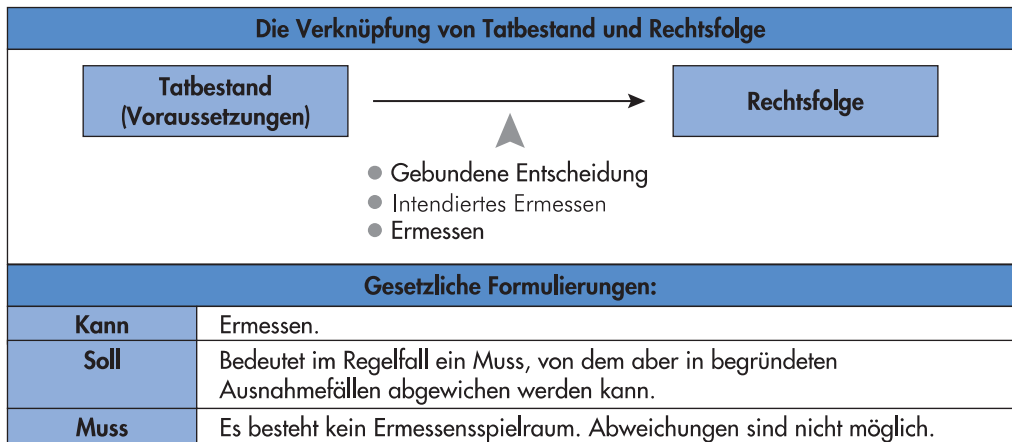 Die Verknüpfung von Tatbestand und Rechtsfolge
Tatbestand
(Voraussetzungen)
Rechtsfolge
● Gebundene Entscheidung
● Intendiertes Ermessen
● Ermessen
Gesetzliche Formulierungen:
Kann Ermessen.
Soll Bedeutet im Regelfall ein Muss, von dem aber in begründeten
Ausnahmefällen abgewichen werden kann.
Muss Es besteht kein Ermessensspielraum. Abweichungen sind nicht möglich.